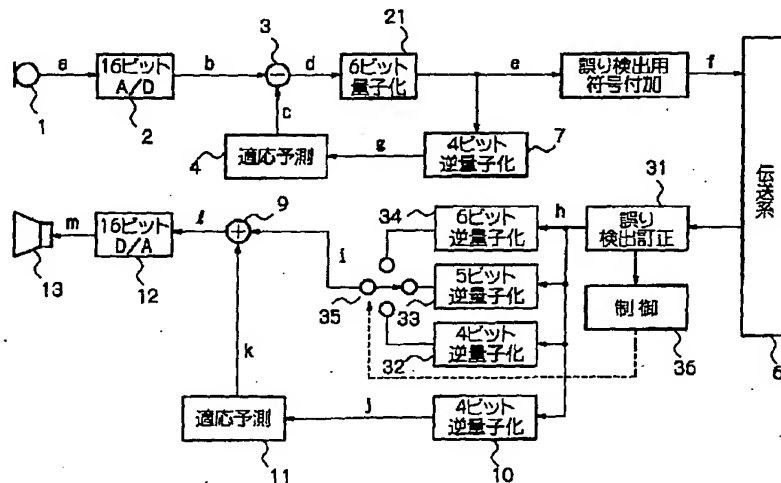 21
3
a
16ビット
A/D
b
d
6ビット
量子化
e
誤り検出用
符号付加
f
1
2
c
4
適応予測
g
4ビット
逆量子化
7
伝送系
13
m
16ビット
D/A
12
l
9
i
35
34
6ビット
逆量子化
h
31
誤り
検出訂正
5ビット
逆量子化
33
制御
36
4ビット
逆量子化
32
k
適応予測
11
j
4ビット
逆量子化
10
6